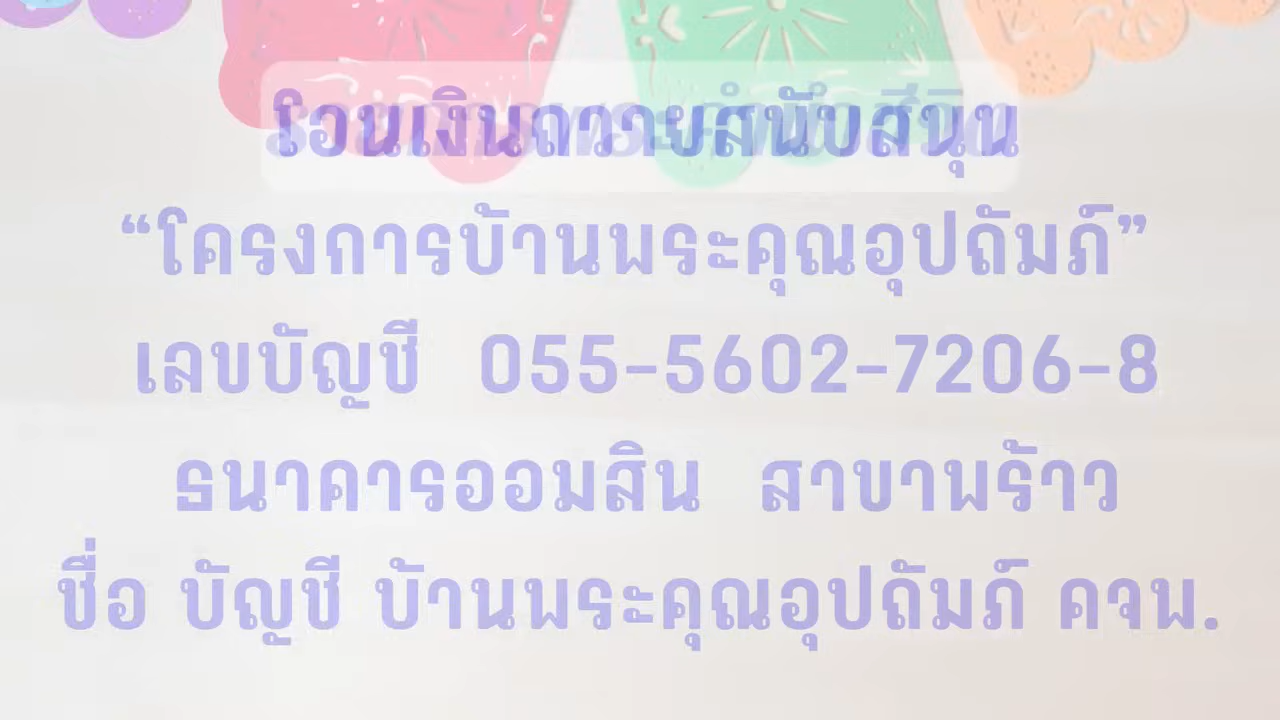 โอนเงินถวายสนับสนุน
“โครงการบ้านพระคุณอุปถัมภ์”
เลขบัญชี 055-5602-7206-8
ธนาคารออมสิน สาขาพร้าว
ชื่อ บัญชี บ้านพระคุณอุปถัมภ์ คจพ.